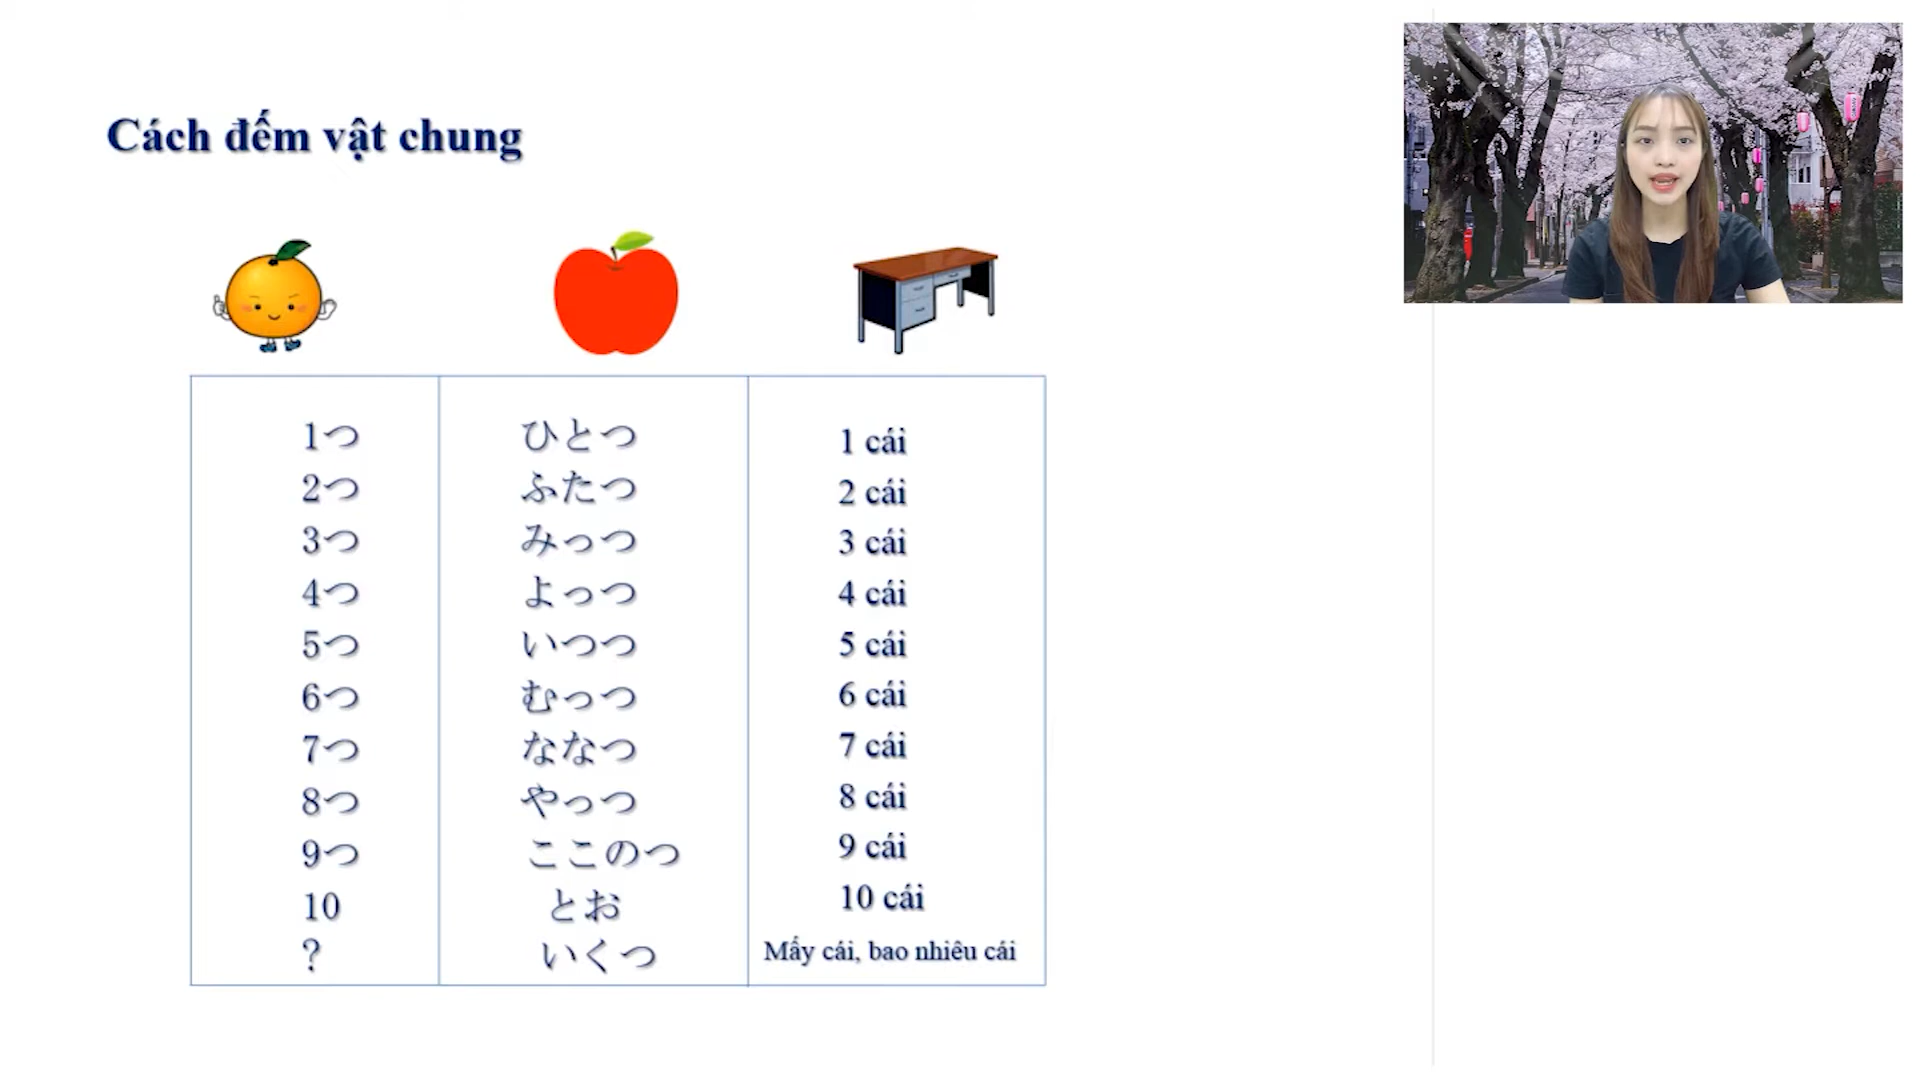 Cách đếm vật chung
1つ ひとつ 1 cái
2つ ふたつ 2 cái
3つ みっつ 3 cái
4つ よっつ 4 cái
5つ いつつ 5 cái
6つ むっつ 6 cái
7つ ななつ 7 cái
8つ やっつ 8 cái
9つ ここのつ 9 cái
10 とお 10 cái
? いくつ Mấy cái, bao nhiêu cái